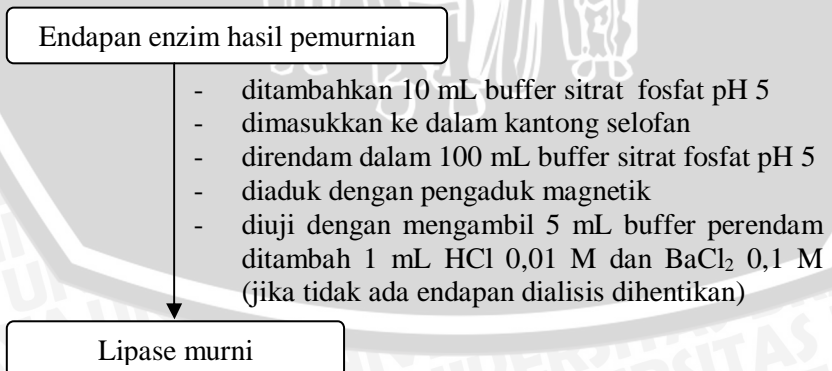 Endapan enzim hasil pemurnian
- ditambahkan 10 mL buffer sitrat fosfat pH 5
- dimasukkan ke dalam kantong selofan
- direndam dalam 100 mL buffer sitrat fosfat pH 5
- diaduk dengan pengaduk magnetik
- diuji dengan mengambil 5 mL buffer perendam
ditambah 1 mL HCl 0,01 M dan BaCl₂ 0,1 M
(jika tidak ada endapan dialisis dihentikan)
Lipase murni